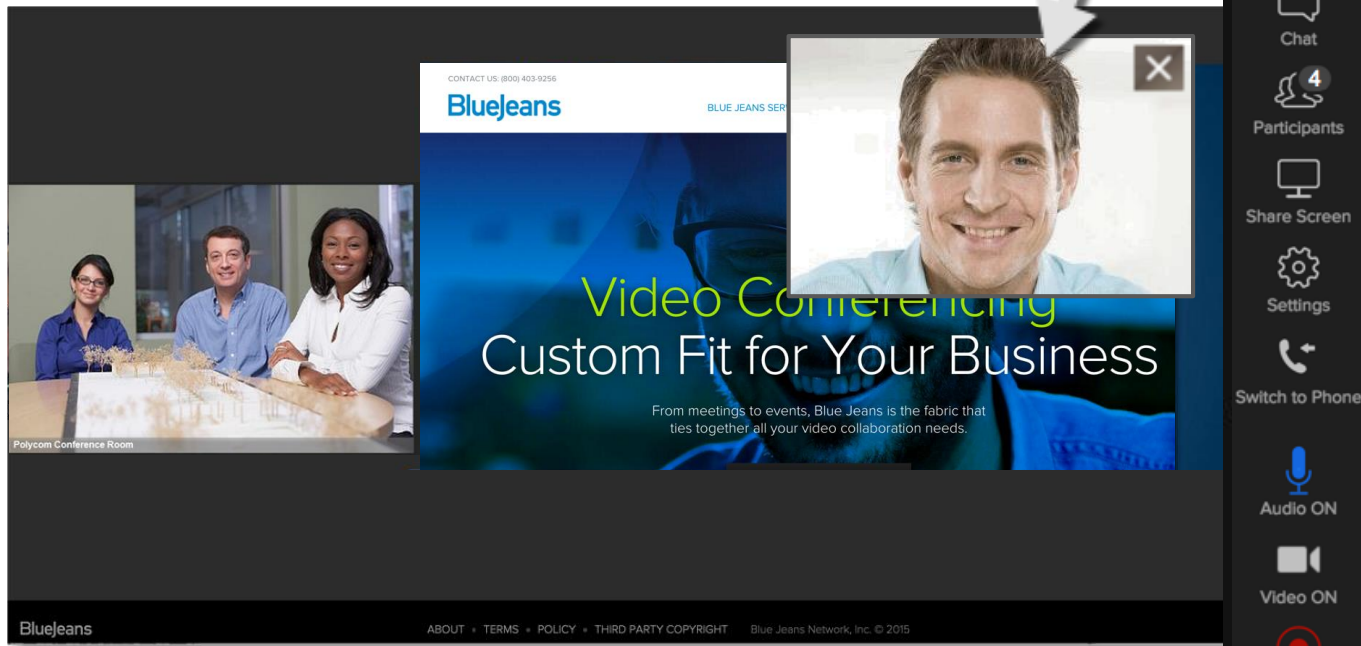 CONTACT US: (800) 403-9256
BlueJeans
BLUE JEANS SER
Video Conferencing
Custom Fit for Your Business
From meetings to events, Blue Jeans is the fabric that
ties together all your video collaboration needs.
Polycom Conference Room
Chat
4
Participants
Share Screen
Settings
Switch to Phone
Audio ON
Video ON
BlueJeans
ABOUT • TERMS • POLICY • THIRD PARTY COPYRIGHT Blue Jeans Network, Inc. © 2015